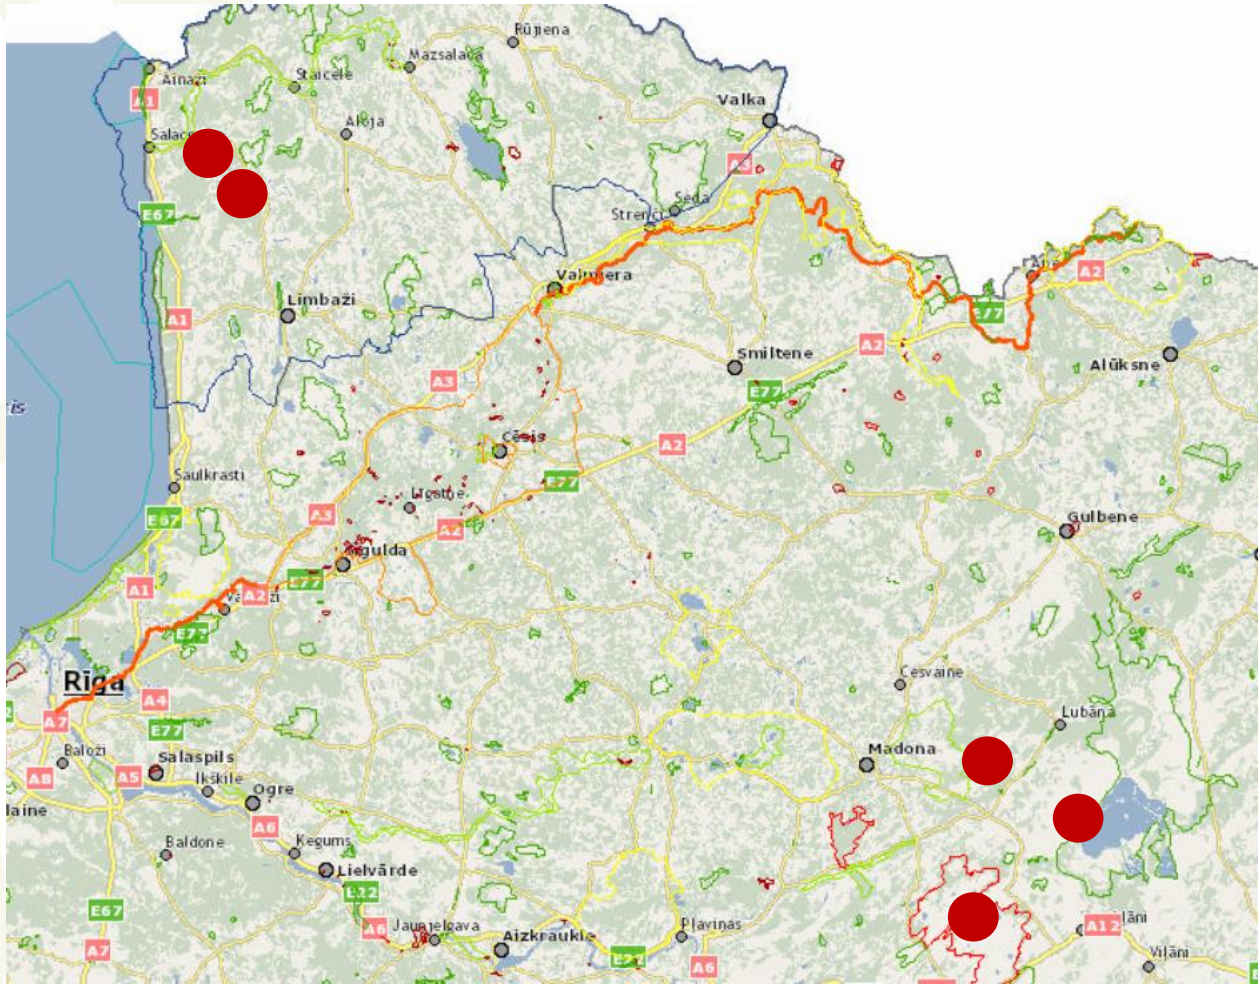 Rūjiena
Mazsalaca
Ainaži
Staicele
A1
Valka
Aloja
A3
Seda
Strenči
E67
Valmiera
A2
Limbaži
E77
A1
A2
Smiltene
Alūksne
A3
E77
Cēsis
A2
Saulkrasti
E77
Līgatne
A3
E67
A2
Gulbene
E77
A1
A2
E77
Rīga
Cesvaine
A4
A7
Lubāna
E77
Baloži
Salaspils
Madona
A8
A5
Ikšķile
Ogre
A6
Baldone
Ķegums
Lielvārde
E22
E67
A6
Jaunjelgava
Pļaviņas
A12
A7
Aizkraukle
E22
A6
Viļāni